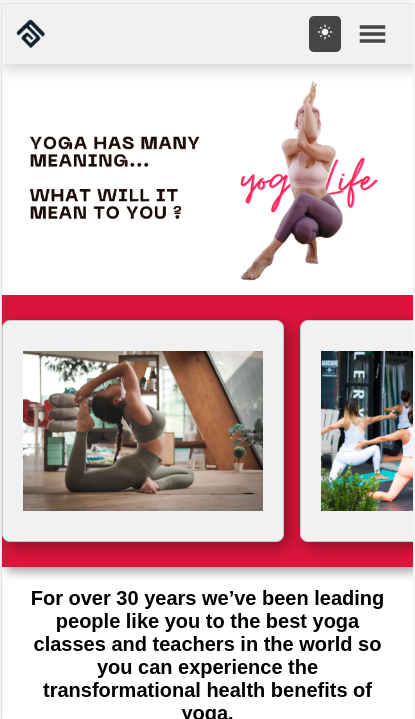 YOGA HAS MANY
MEANING...
WHAT WILL IT
MEAN TO YOU ?
yoga Life
LER
For over 30 years we’ve been leading
people like you to the best yoga
classes and teachers in the world so
you can experience the
transformational health benefits of
yoga.